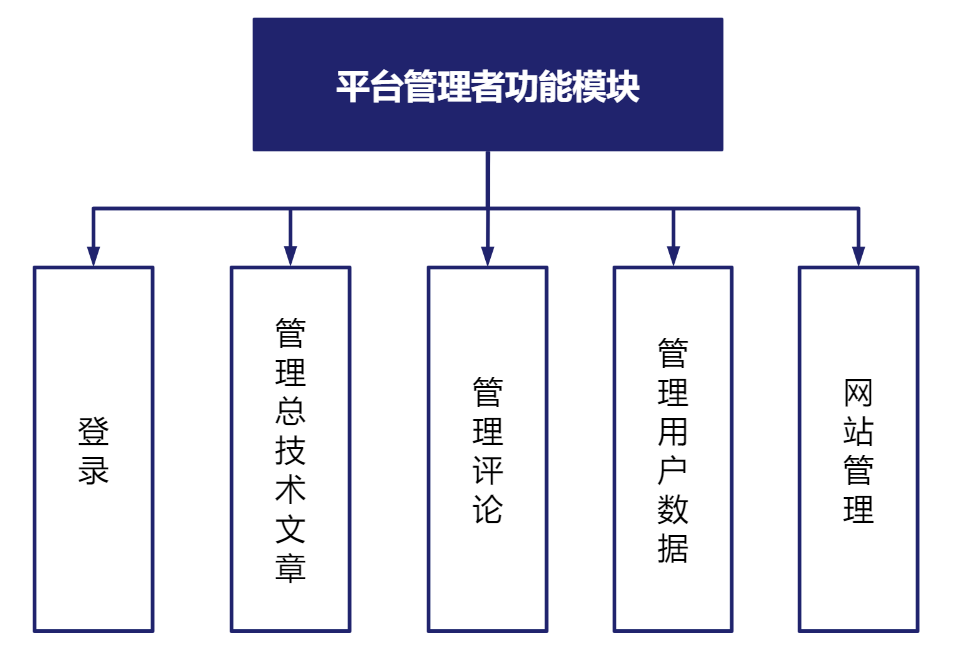 平台管理者功能模块
登录
管理总技术文章
管理评论
管理用户数据
网站管理